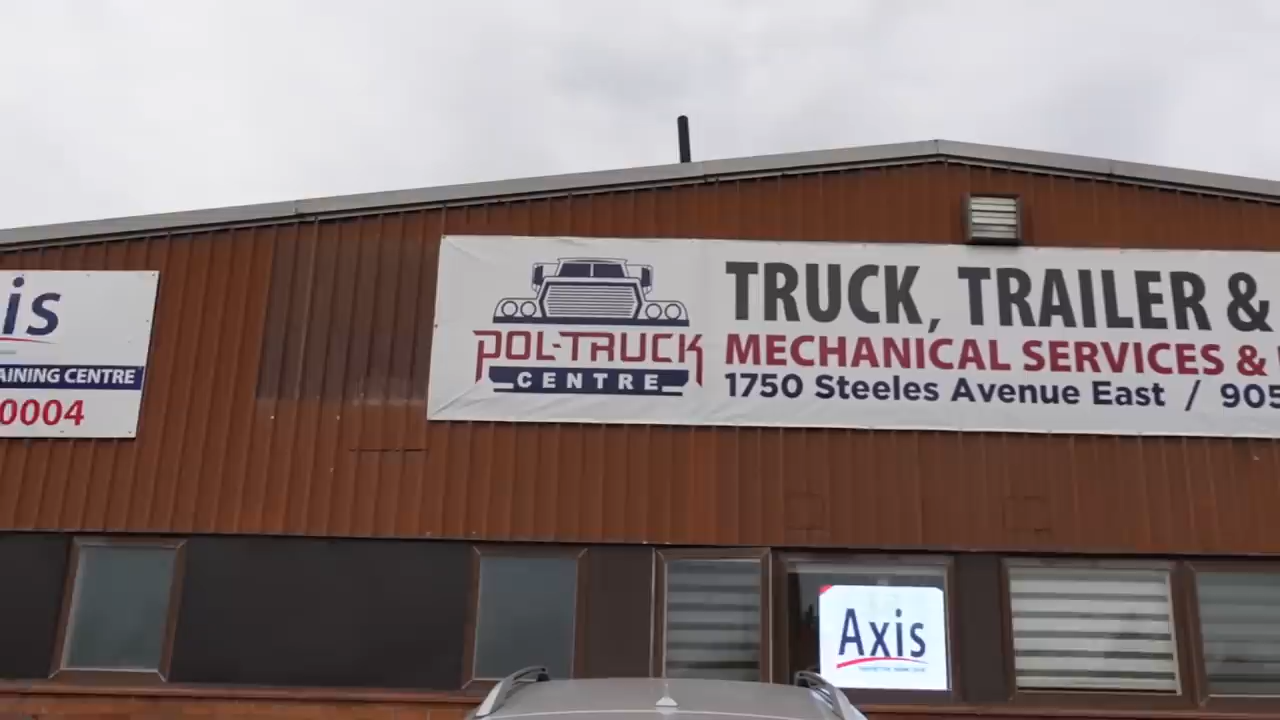 is
AINING CENTRE
0004
POL-TRUCK
CENTRE
TRUCK, TRAILER &
MECHANICAL SERVICES &
1750 Steeles Avenue East / 905
Axis